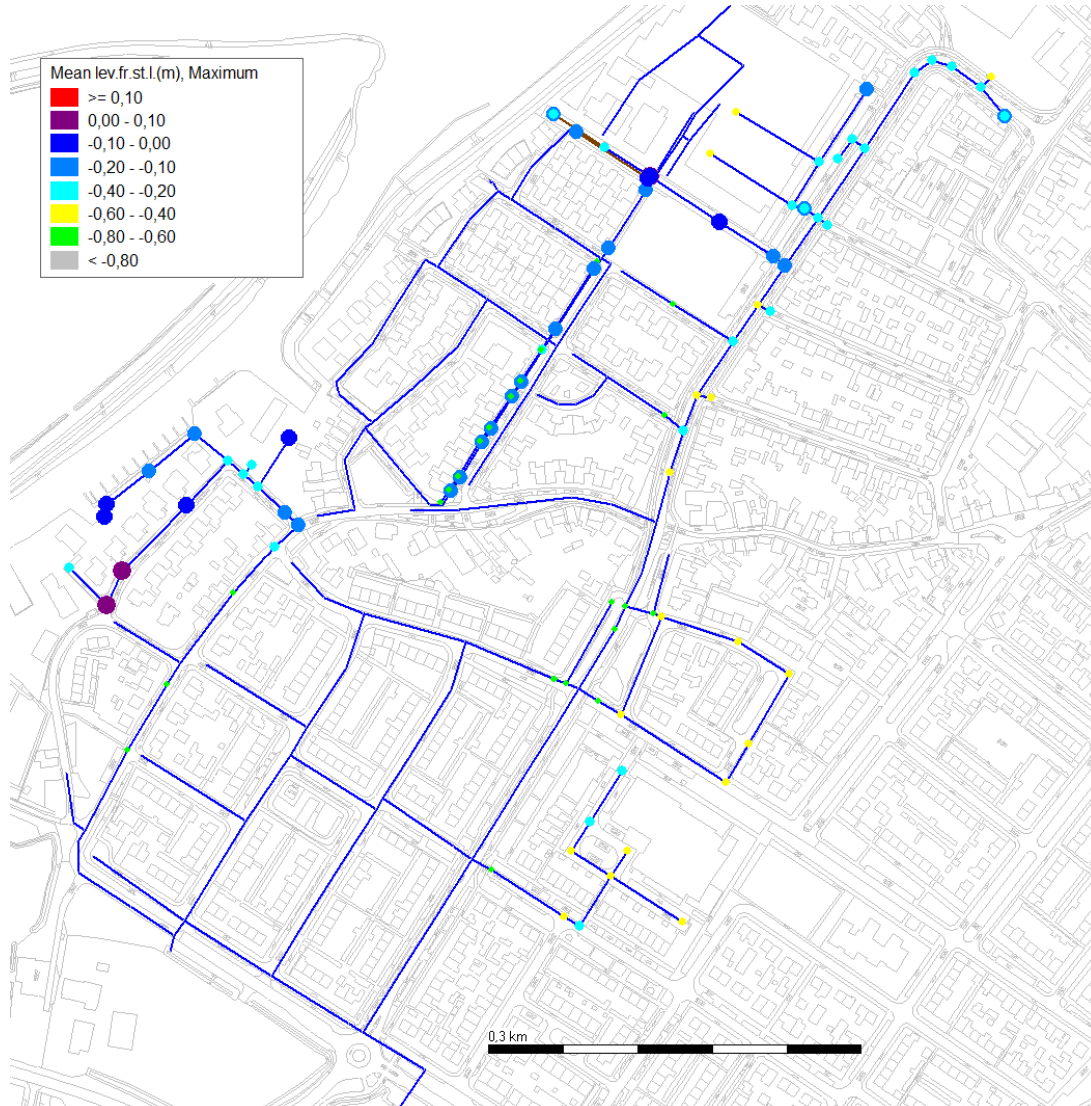 Mean lev.fr.st.l.(m), Maximum
>= 0,10
0,00 - 0,10
-0,10 - 0,00
-0,20 - -0,10
-0,40 - -0,20
-0,60 - -0,40
-0,80 - -0,60
< -0,80
0,3 km